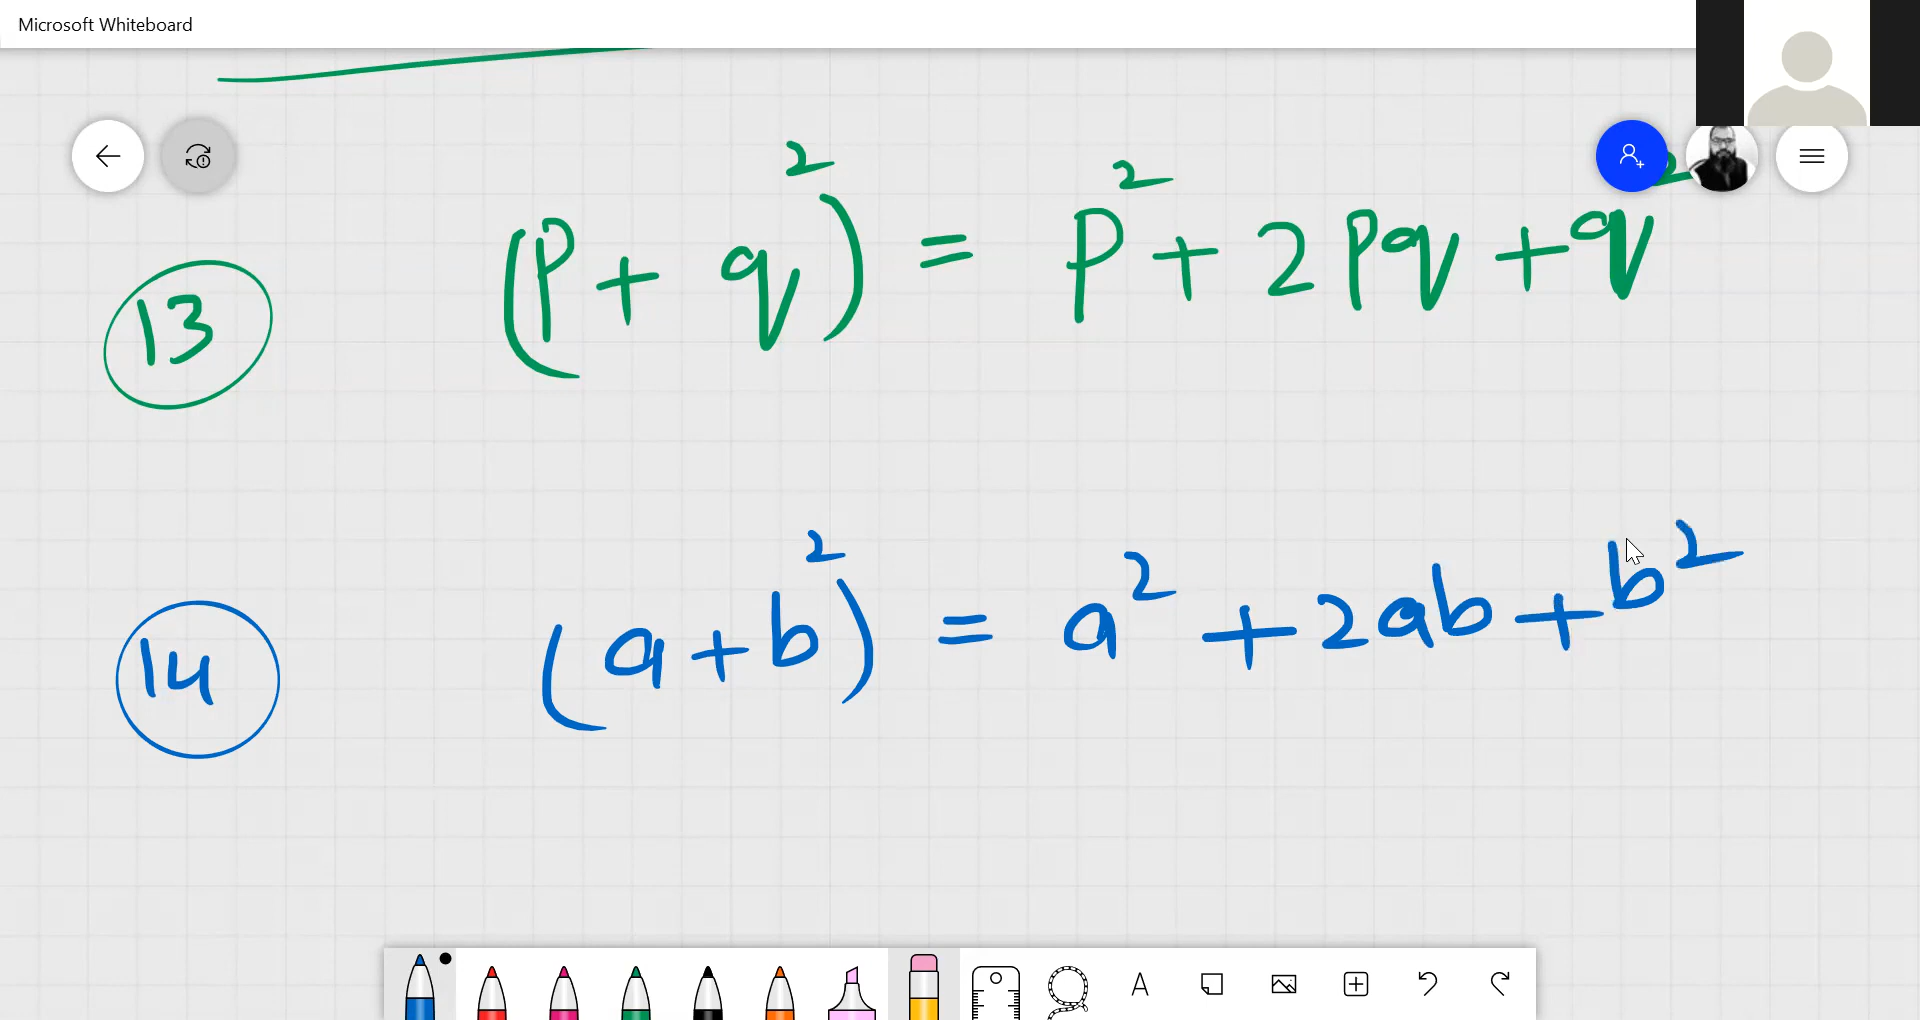 Microsoft Whiteboard
13 (p + q)² = p² + 2pq + q²
14 (a + b)² = a² + 2ab + b²
A